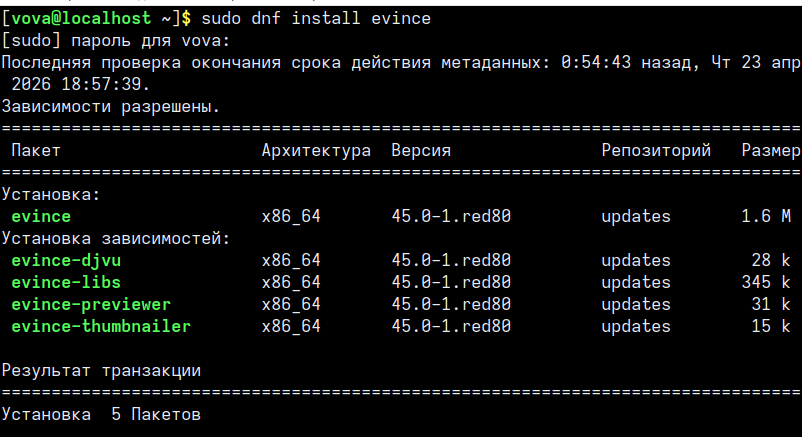 [vova@localhost ~]$ sudo dnf install evince
[sudo] пароль для vova:
Последняя проверка окончания срока действия метаданных: 0:54:43 назад, Чт 23 апр
 2026 18:57:39.
Зависимости разрешены.
================================================================================
 Пакет                   Архитектура  Версия               Репозиторий   Размер
================================================================================
Установка:
 evince                  x86_64       45.0-1.red80         updates       1.6 M
Установка зависимостей:
 evince-djvu             x86_64       45.0-1.red80         updates        28 k
 evince-libs             x86_64       45.0-1.red80         updates       345 k
 evince-previewer        x86_64       45.0-1.red80         updates        31 k
 evince-thumbnailer      x86_64       45.0-1.red80         updates        15 k

Результат транзакции
================================================================================
Установка  5 Пакетов